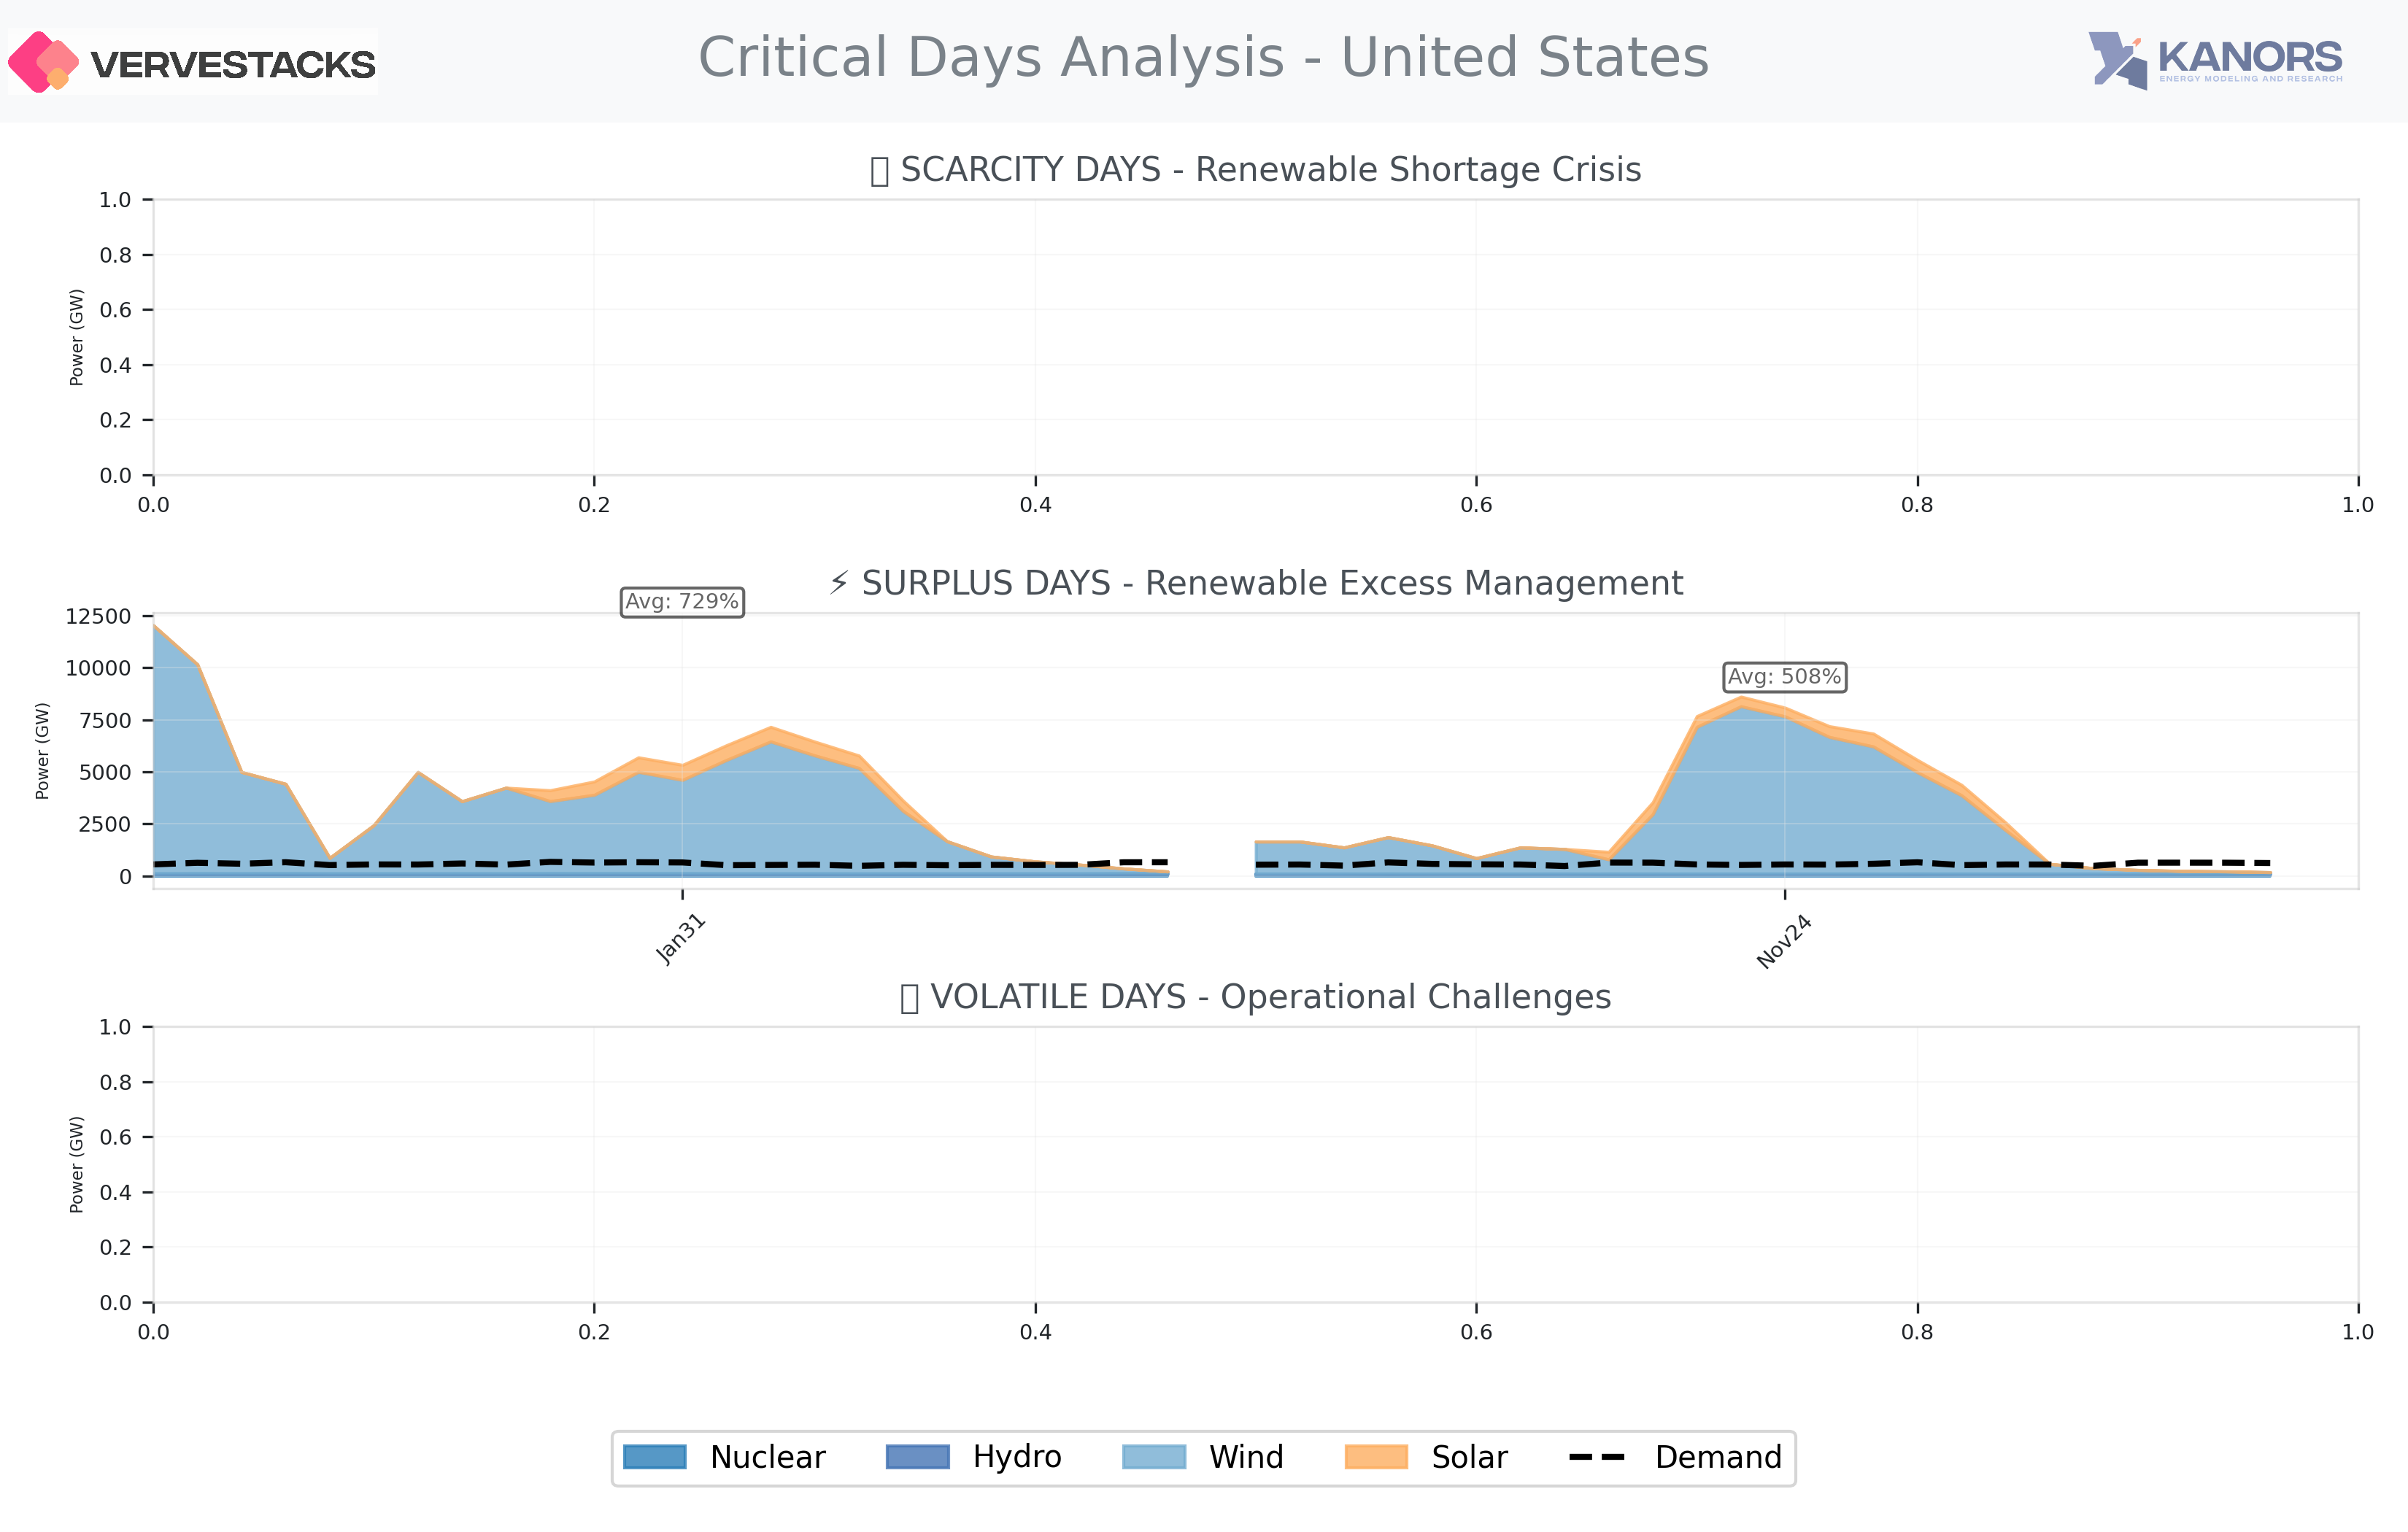 VERVESTACKS
Critical Days Analysis - United States
KANORS
ENERGY MODELING AND RESEARCH
▯ SCARCITY DAYS - Renewable Shortage Crisis
Power (GW)
1.0
0.8
0.6
0.4
0.2
0.0
0.0 0.2 0.4 0.6 0.8 1.0
⚡ SURPLUS DAYS - Renewable Excess Management
Power (GW)
12500
10000
7500
5000
2500
0
Avg: 729%
Avg: 508%
Jan31 Nov24
▯ VOLATILE DAYS - Operational Challenges
Power (GW)
1.0
0.8
0.6
0.4
0.2
0.0
0.0 0.2 0.4 0.6 0.8 1.0
Nuclear Hydro Wind Solar Demand